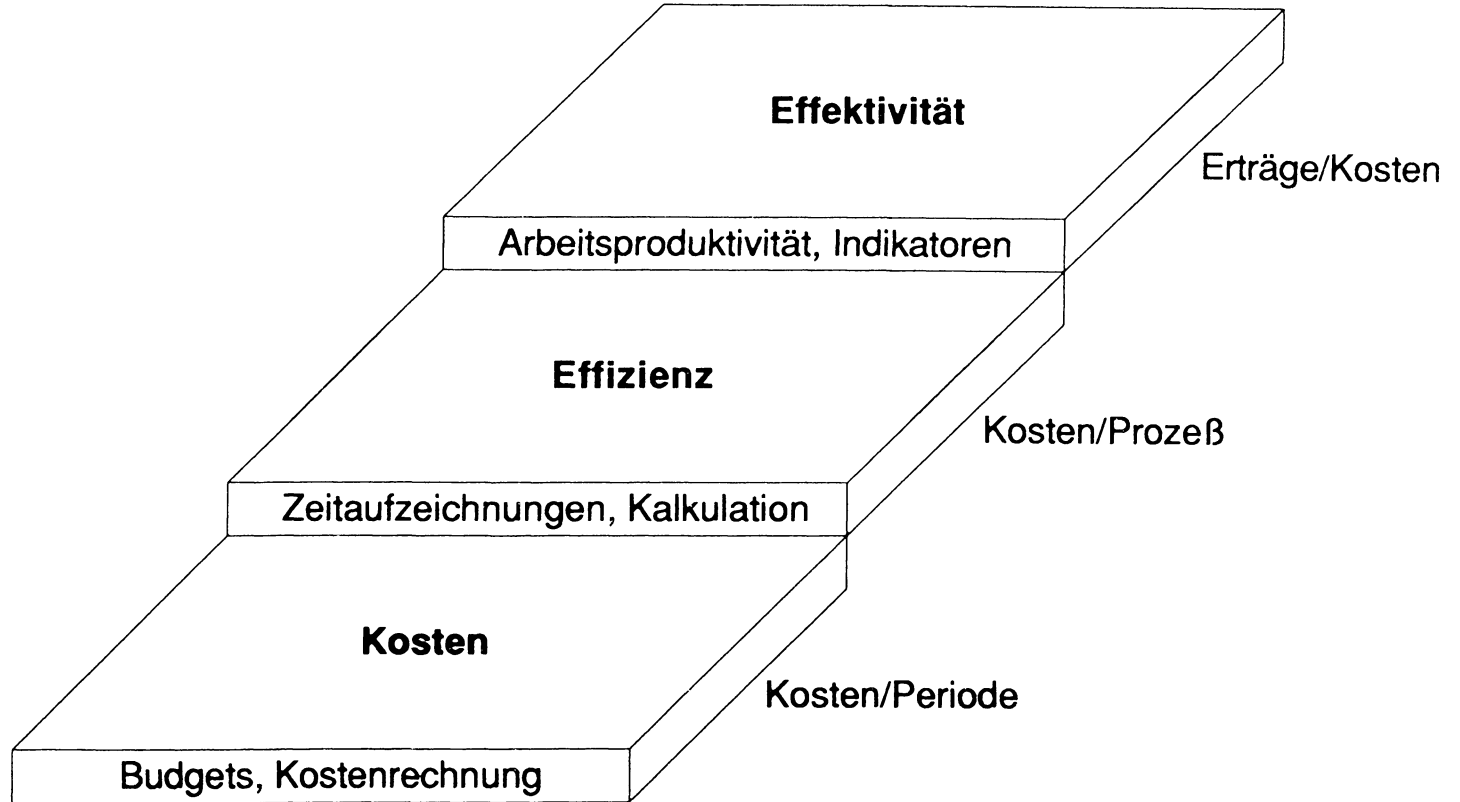 Effektivität
Erträge/Kosten
Arbeitsproduktivität, Indikatoren
Effizienz
Kosten/Prozeß
Zeitaufzeichnungen, Kalkulation
Kosten
Kosten/Periode
Budgets, Kostenrechnung